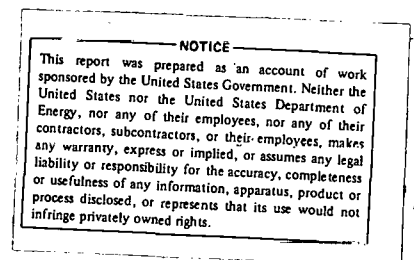 NOTICE
This report was prepared as an account of work
sponsored by the United States Government. Neither the
United States nor the United States Department of
Energy, nor any of their employees, nor any of their
contractors, subcontractors, or their employees, makes
any warranty, express or implied, or assumes any legal
liability or responsibility for the accuracy, completeness
or usefulness of any information, apparatus, product or
process disclosed, or represents that its use would not
infringe privately owned rights.